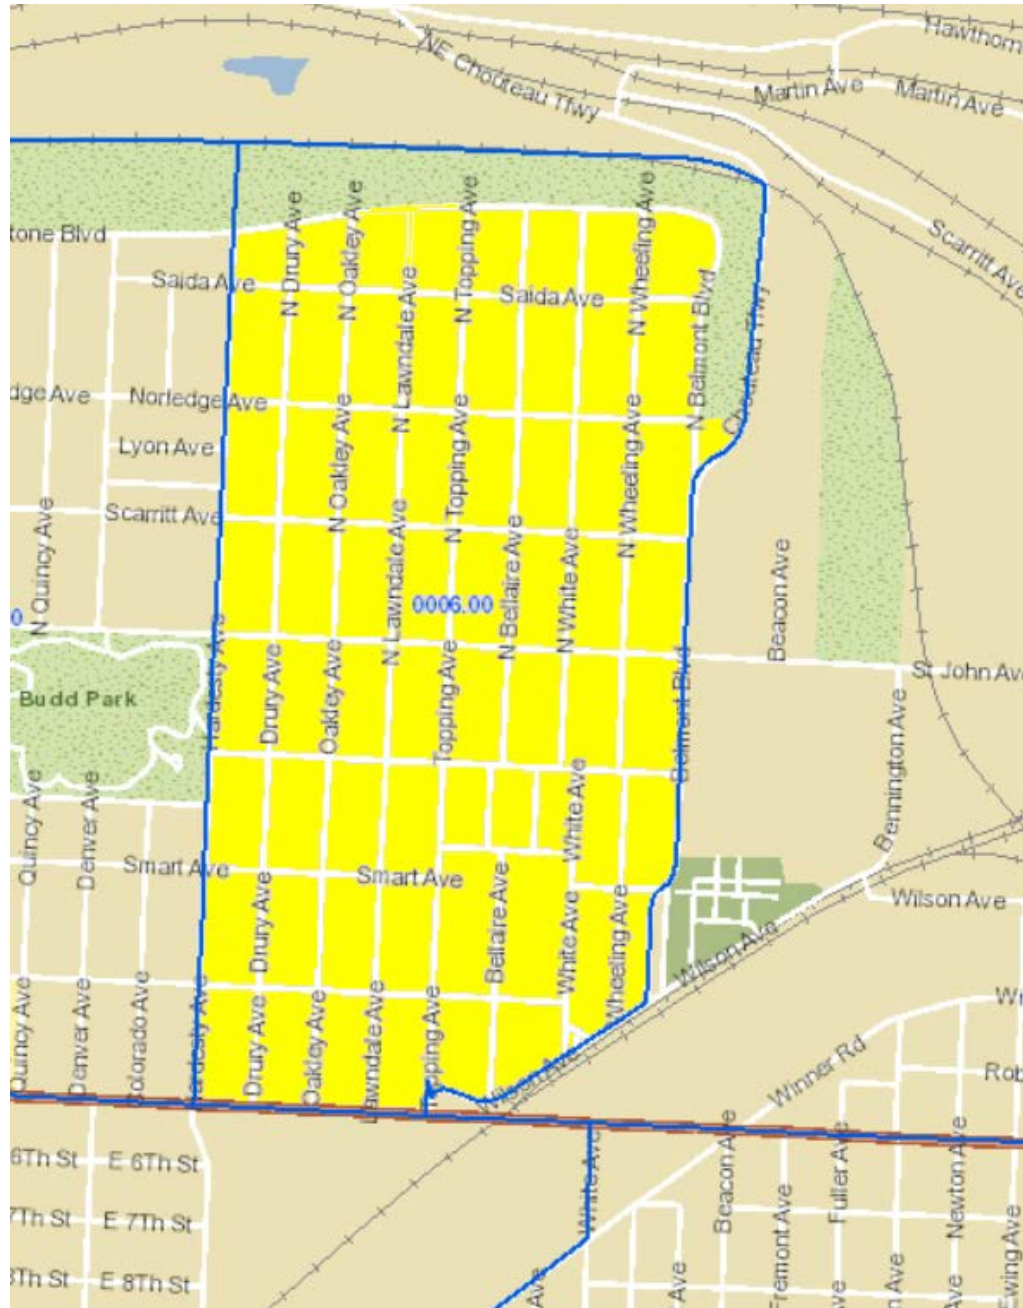 Hawthorn
NE Chouteau Tfwy
Martin Ave
Martin Ave
tone Blvd
Saida Ave
N Drury Ave
N Oakley Ave
N Lawndale Ave
N Topping Ave
Saida Ave
N Wheeling Ave
N Belmont Blvd
Chouteau Tfwy
Scarritt Ave
dge Ave
Norledge Ave
Lyon Ave
Scarritt Ave
N Quincy Ave
N Oakley Ave
N Lawndale Ave
N Topping Ave
N Bellaire Ave
N White Ave
N Wheeling Ave
0
0006.00
Beacon Ave
St John Ave
Budd Park
Hardesty Ave
Drury Ave
Oakley Ave
Topping Ave
Belmont Blvd
Bennington Ave
Quincy Ave
Denver Ave
Smart Ave
Smart Ave
White Ave
Drury Ave
Bellaire Ave
White Ave
Wheeling Ave
Wilson Ave
Wilson Ave
Quincy Ave
Denver Ave
Colorado Ave
Hardesty Ave
Drury Ave
Oakley Ave
Lawndale Ave
Topping Ave
Wilson Ave
Winner Rd
Wr
Rob
6Th St
E 6Th St
7Th St
E 7Th St
8Th St
E 8Th St
White Ave
Beacon Ave
Fremont Ave
Fuller Ave
Newton Ave
Ewing Ave
Ave
Ave
Ave
n Ave
Ave